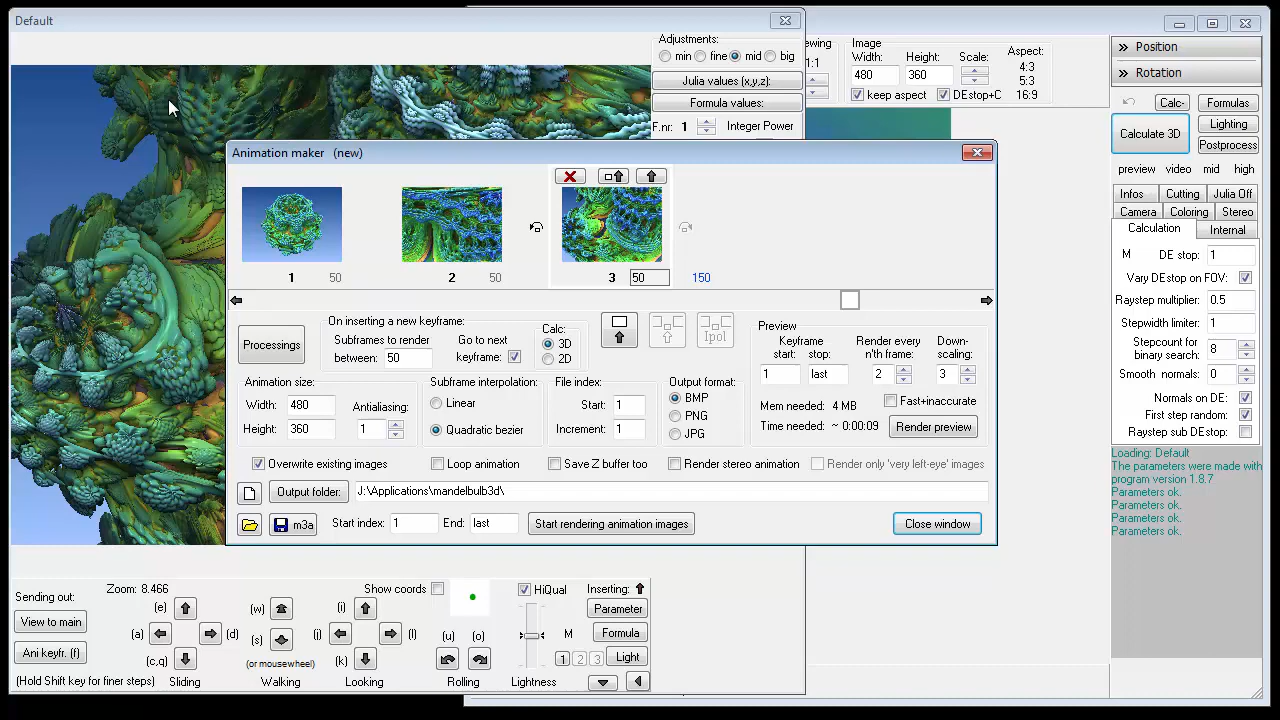 Default
Adjustments:
min fine mid big
Julia values (x,y,z):
Formula values:
F.nr: 1 Integer Power
ewing
1:1
Image
Width: Height: Scale:
480 360
keep aspect DEstop+C
Aspect:
4:3
5:3
16:9
Position
Rotation
Calc- Formulas
Calculate 3D
Lighting
Postprocess
preview video mid high
Infos Cutting Julia Off
Camera Coloring Stereo
Calculation Internal
M DE stop: 1
Vary DEstop on FOV:
Raystep multiplier: 0.5
Stepwidth limiter: 1
Stepcount for
binary search: 8
Smooth normals: 0
Normals on DE:
First step random:
Raystep sub DEstop:
Loading: Default
The parameters were made with
program version 1.8.7
Parameters ok.
Parameters ok.
Parameters ok.
Parameters ok.
Animation maker (new)
1 50 2 50 3 50 150
Processings
On inserting a new keyframe:
Subframes to render
between: 50
Go to next
keyframe:
Calc:
3D
2D
Ipol
Preview
Keyframe
start: stop:
1 last
Render every
n'th frame:
2
Down-
scaling:
3
Mem needed: 4 MB
Time needed: ~ 0:00:09
Fast+inaccurate
Render preview
Animation size:
Width: 480
Height: 360
Antialiasing:
1
Subframe interpolation:
Linear
Quadratic bezier
File index:
Start: 1
Increment: 1
Output format:
BMP
PNG
JPG
Overwrite existing images Loop animation Save Z buffer too Render stereo animation Render only 'very left-eye' images
Output folder: J:\Applications\mandelbulb3d\
m3a Start index: 1 End: last Start rendering animation images Close window
Sending out:
View to main
Ani keyfr. (f)
(Hold Shift key for finer steps)
Zoom: 8.466
(e)
(a) (d)
(c,q)
Sliding
(w)
(s)
(or mousewheel)
Walking
(i)
(j) (l)
(k)
Looking
Show coords
(u) (o)
Rolling
HiQual
M
1 2 3
Lightness
Inserting:
Parameter
Formula
Light